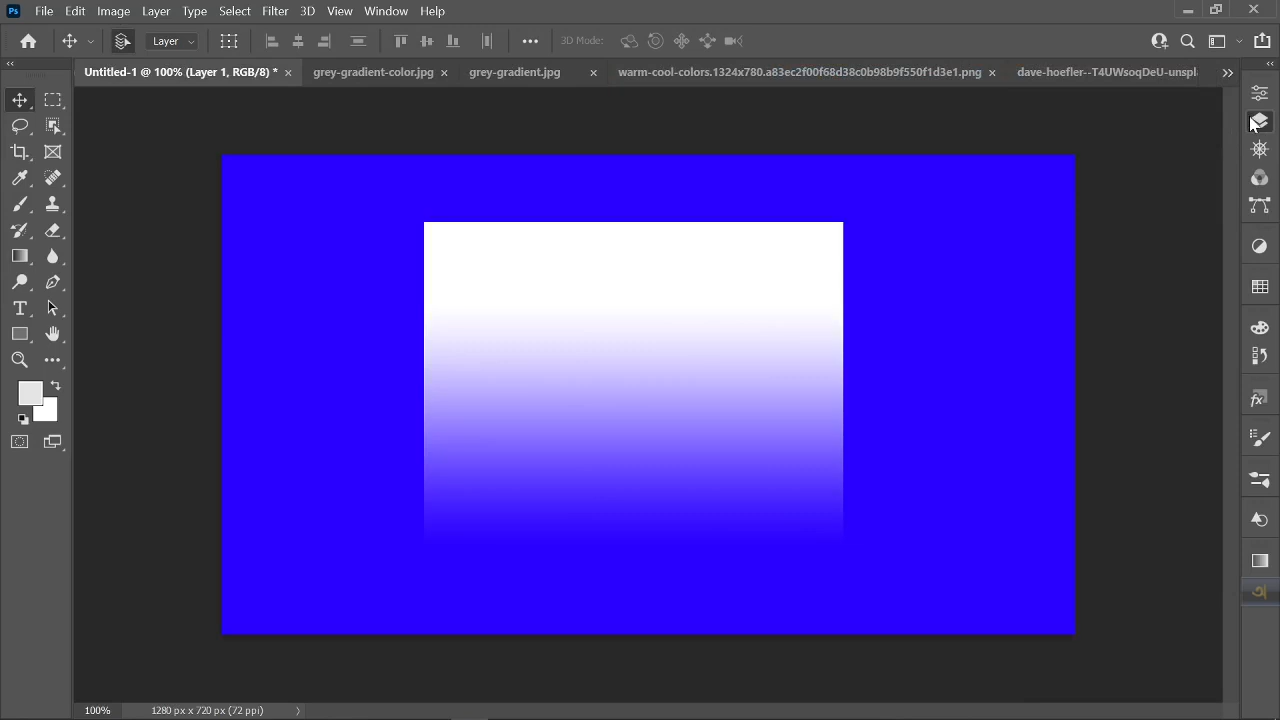 Ps File Edit Image Layer Type Select Filter 3D View Window Help
Layer 3D Mode:
Untitled-1 @ 100% (Layer 1, RGB/8) * grey-gradient-color.jpg grey-gradient.jpg warm-cool-colors.1324x780.a83ec2f00f68d38c0b98b9f550f1d3e1.png dave-hoefler--T4UWsoqDeU-unspl
100% 1280 px x 720 px (72 ppi)